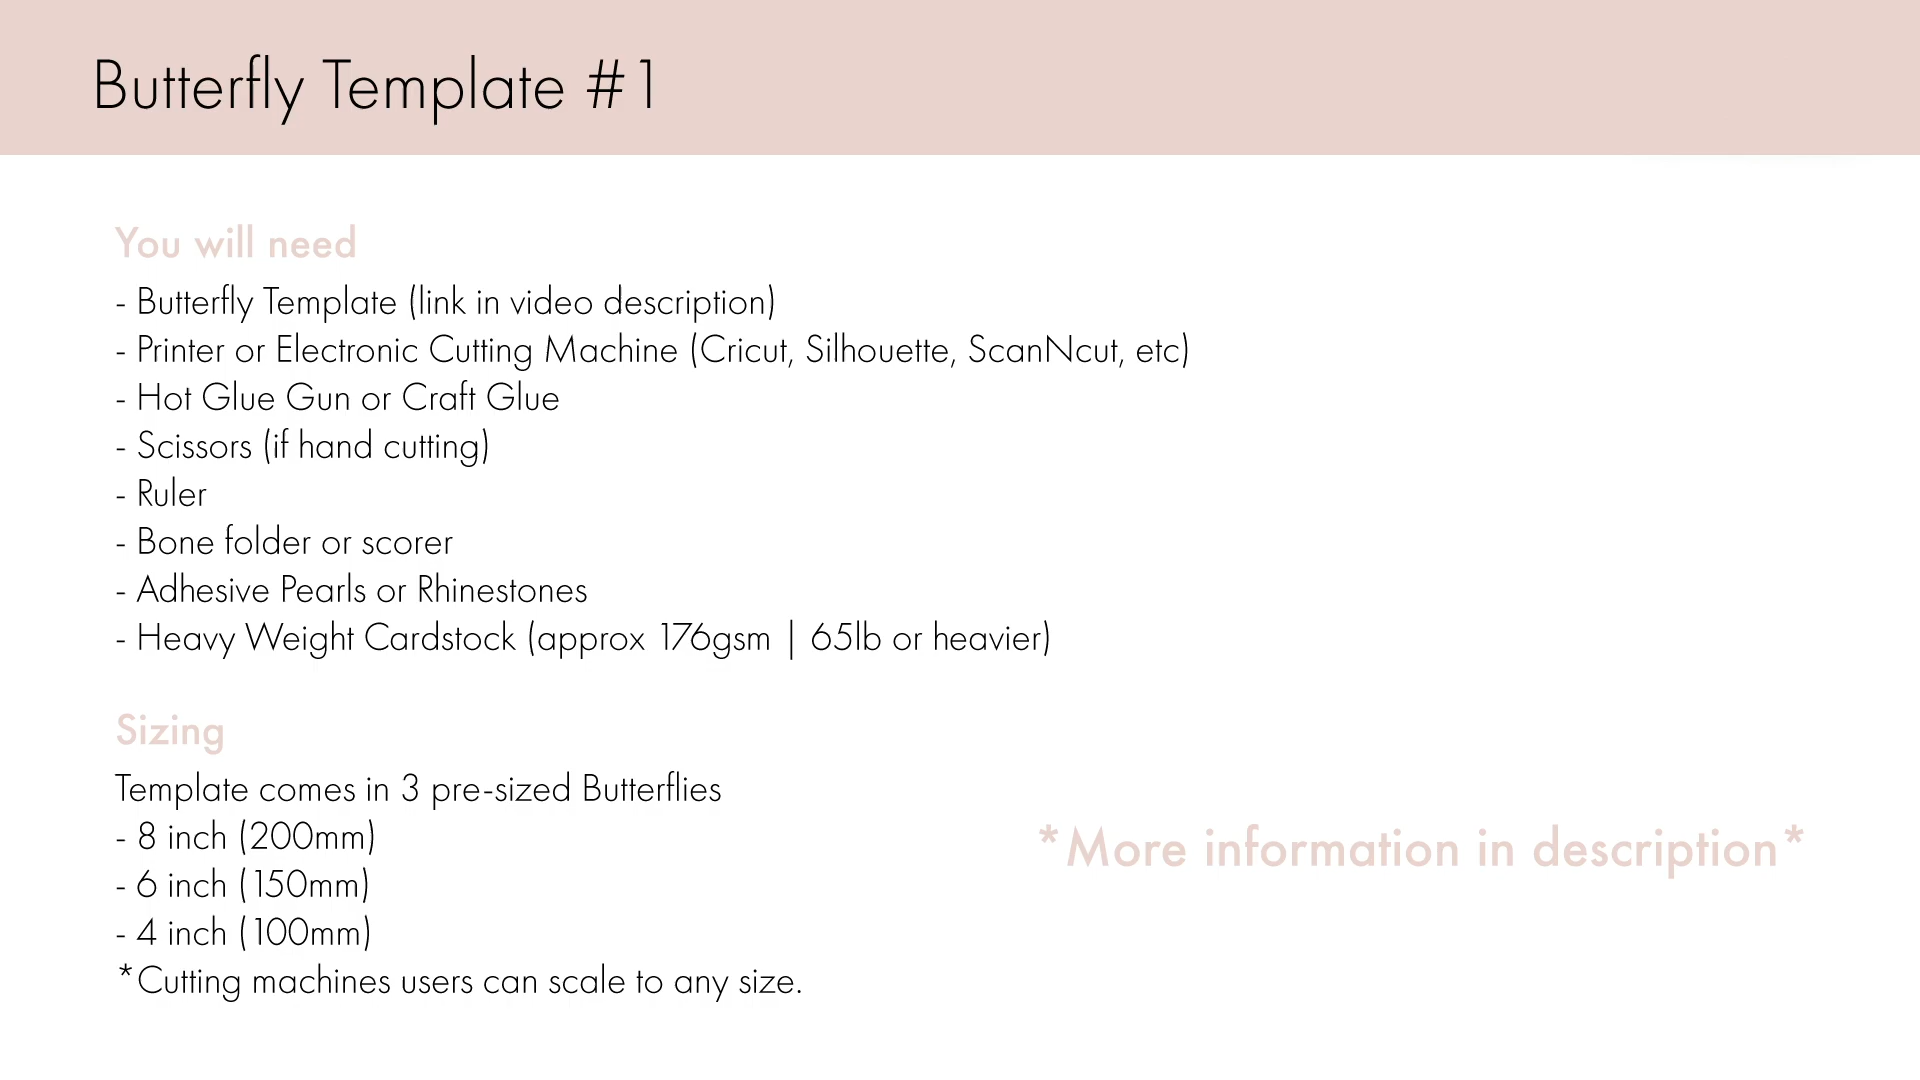 Butterfly Template #1
You will need
- Butterfly Template (link in video description)
- Printer or Electronic Cutting Machine (Cricut, Silhouette, ScanNcut, etc)
- Hot Glue Gun or Craft Glue
- Scissors (if hand cutting)
- Ruler
- Bone folder or scorer
- Adhesive Pearls or Rhinestones
- Heavy Weight Cardstock (approx 176gsm | 65lb or heavier)
Sizing
Template comes in 3 pre-sized Butterflies
- 8 inch (200mm)
- 6 inch (150mm)
- 4 inch (100mm)
*Cutting machines users can scale to any size.
*More information in description*